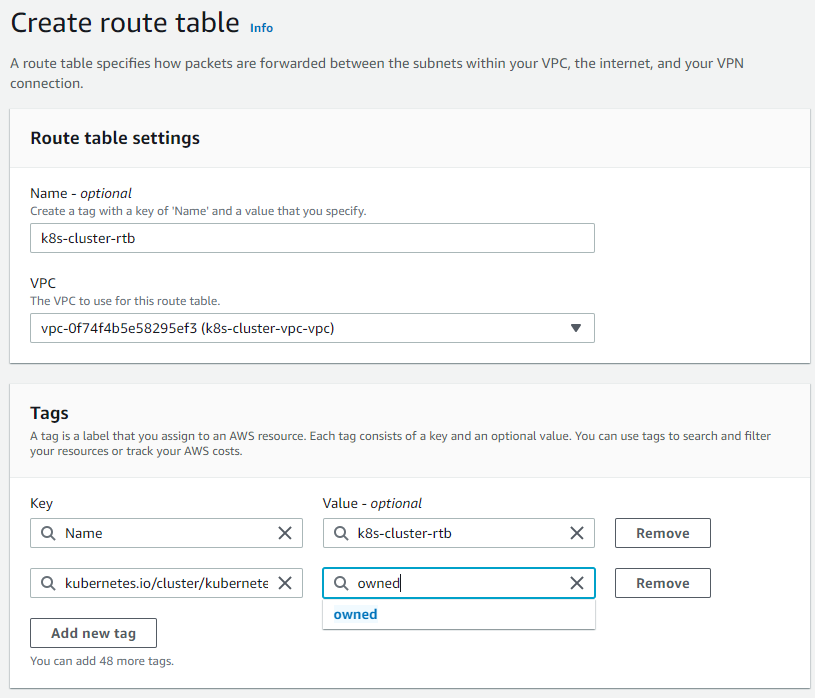 Create route table Info
A route table specifies how packets are forwarded between the subnets within your VPC, the internet, and your VPN
connection.
Route table settings
Name - optional
Create a tag with a key of 'Name' and a value that you specify.
k8s-cluster-rtb
VPC
The VPC to use for this route table.
vpc-0f74f4b5e58295ef3 (k8s-cluster-vpc-vpc)
Tags
A tag is a label that you assign to an AWS resource. Each tag consists of a key and an optional value. You can use tags to search and filter
your resources or track your AWS costs.
Key Value - optional
Name k8s-cluster-rtb Remove
kubernetes.io/cluster/kubernete owned Remove
owned
Add new tag
You can add 48 more tags.